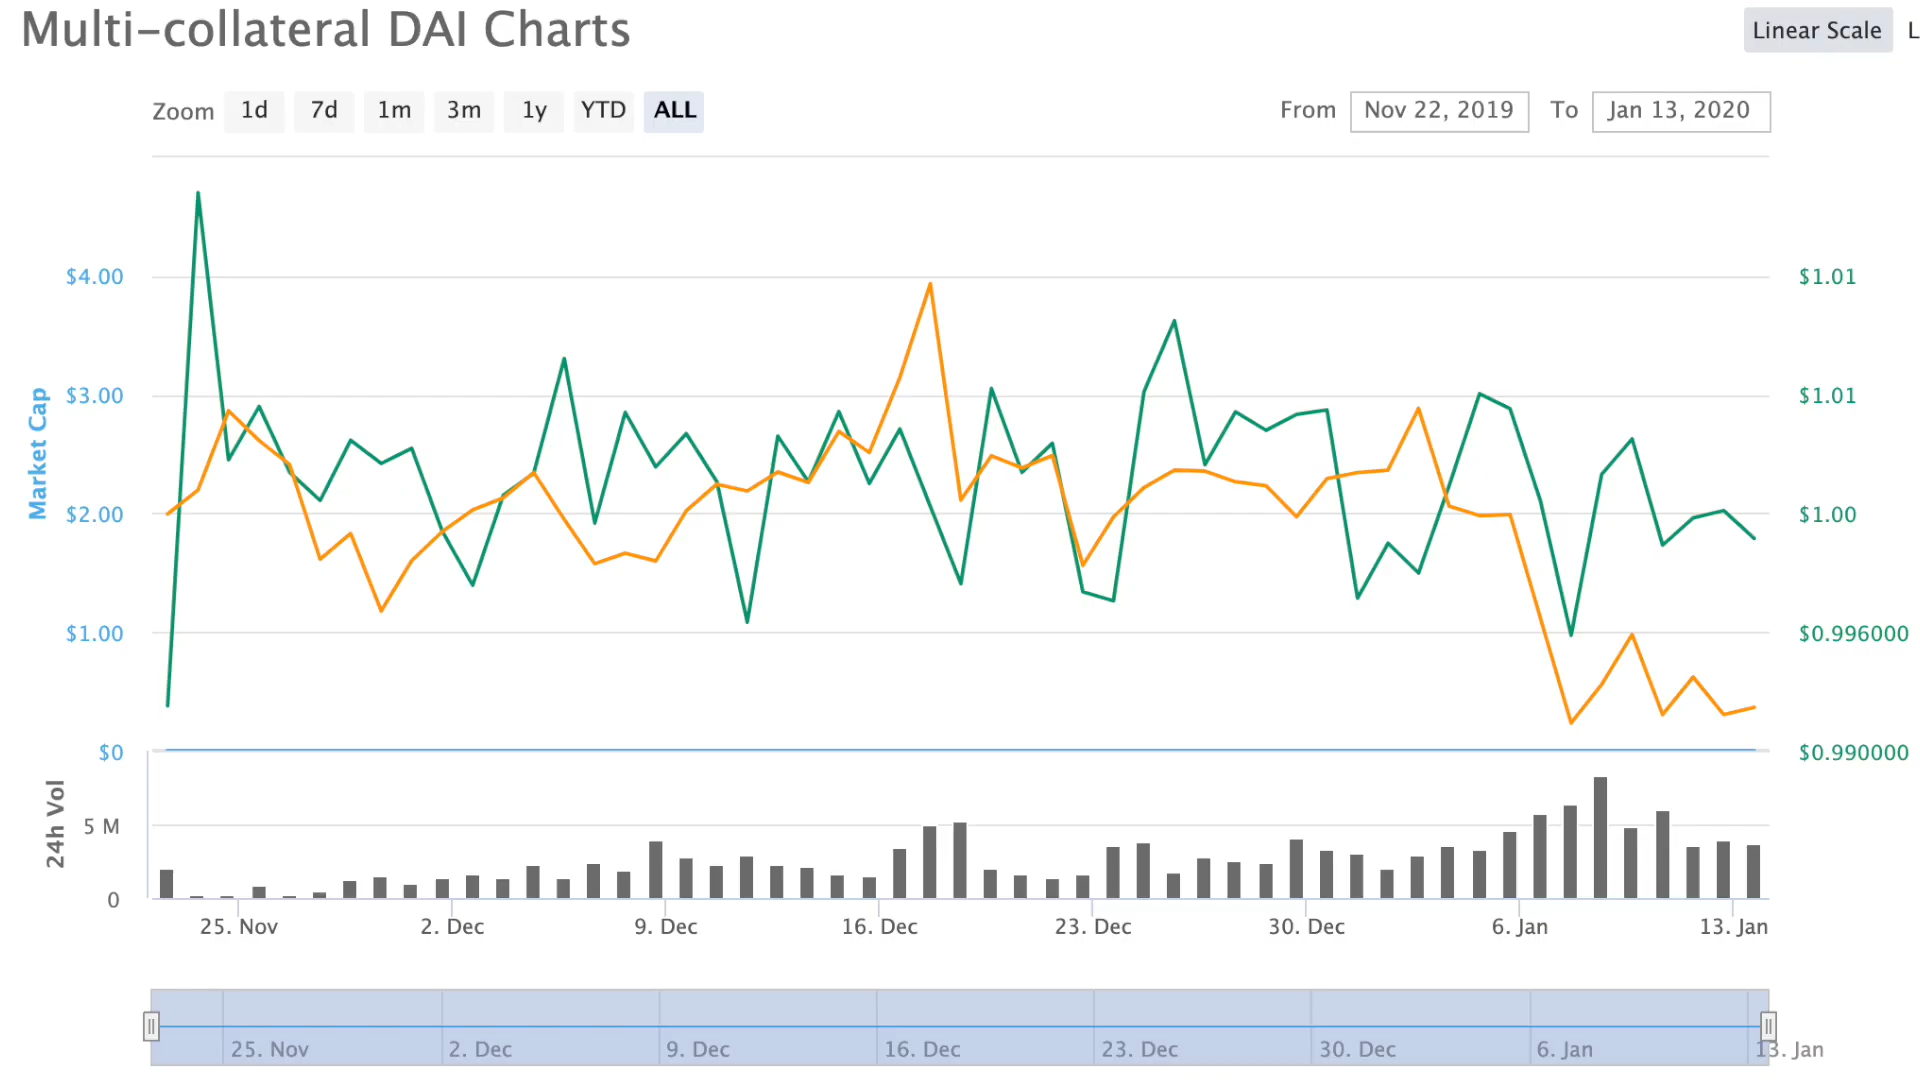 Multi-collateral DAI Charts
Linear Scale L
Zoom 1d 7d 1m 3m 1y YTD ALL
From Nov 22, 2019 To Jan 13, 2020
Market Cap
$4.00
$3.00
$2.00
$1.00
$0
$1.01
$1.01
$1.00
$0.996000
$0.990000
24h Vol
5 M
0
25. Nov 2. Dec 9. Dec 16. Dec 23. Dec 30. Dec 6. Jan 13. Jan
25. Nov 2. Dec 9. Dec 16. Dec 23. Dec 30. Dec 6. Jan 13. Jan